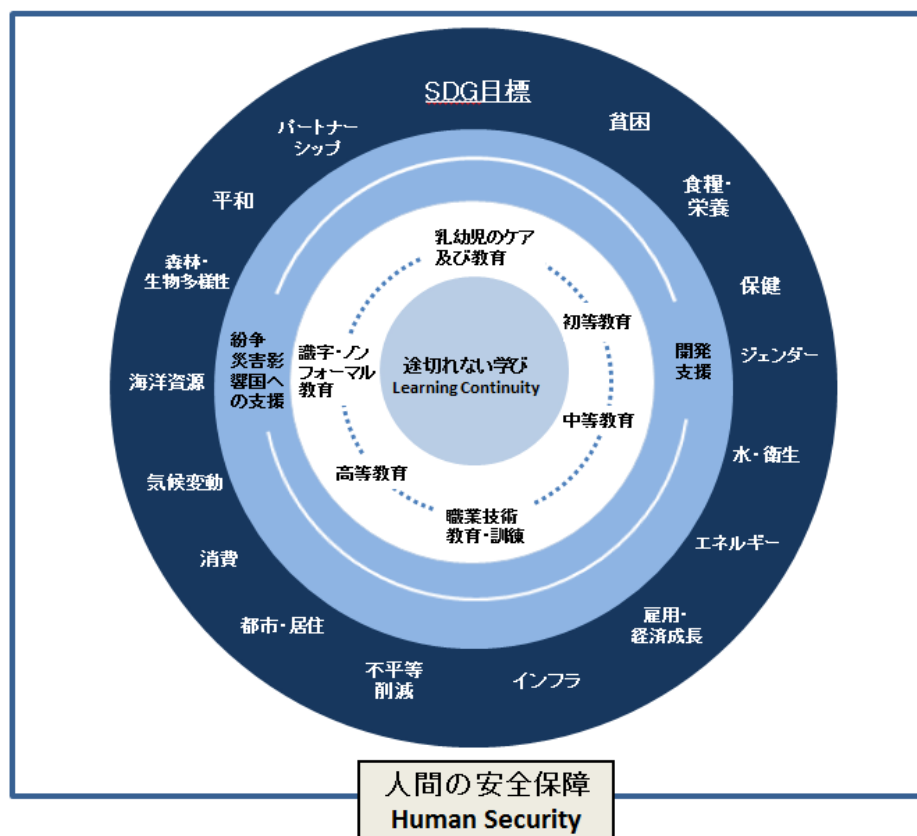 SDG目標
貧困
食糧・
栄養
保健
ジェンダー
水・衛生
エネルギー
雇用・
経済成長
インフラ
不平等
削減
都市・居住
消費
気候変動
海洋資源
森林・
生物多様性
平和
パートナー
シップ
紛争
災害影
響国へ
の支援
開発
支援
乳幼児のケア
及び教育
初等教育
中等教育
職業技術
教育・訓練
高等教育
識字・ノン
フォーマル
教育
途切れない学び
Learning Continuity
人間の安全保障
Human Security